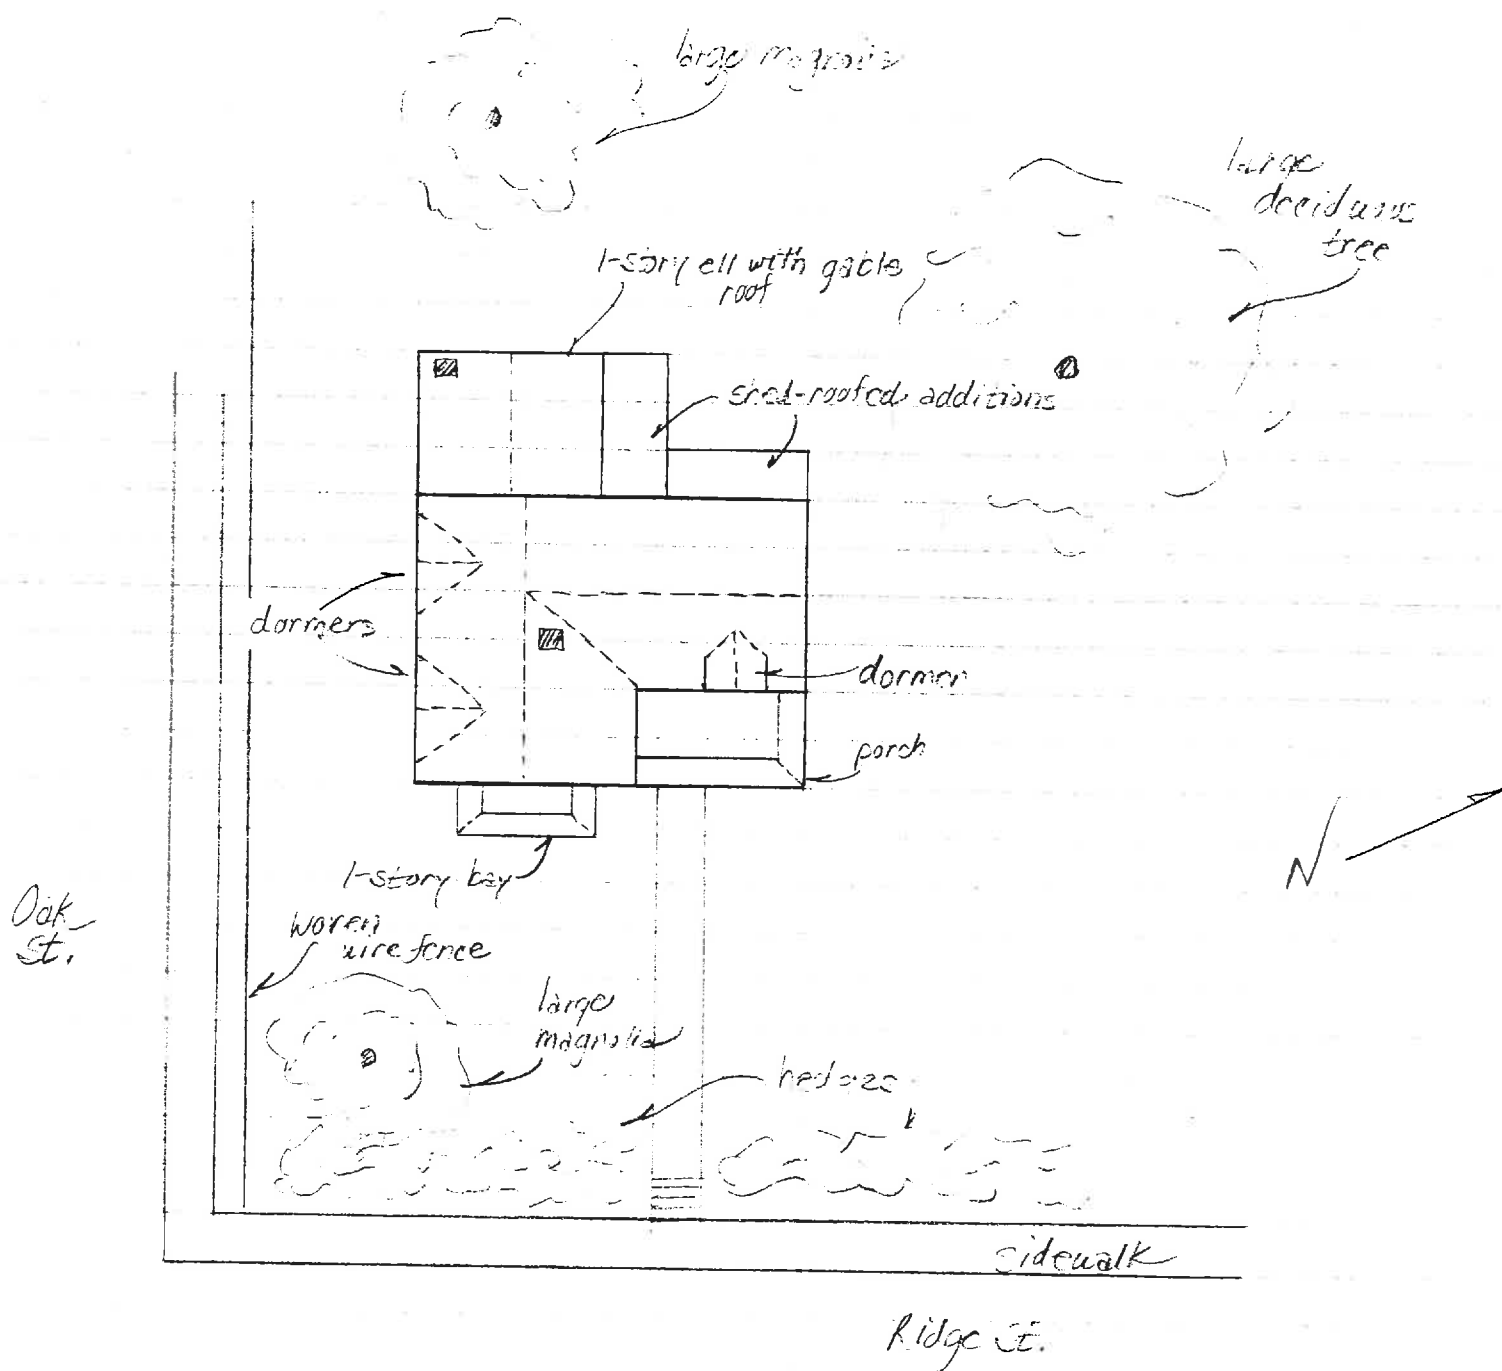 large magnolia
large
deciduous
tree
1-story ell with gable
roof
shed-roofed additions
dormers
dormer
porch
N
1-story bay
Oak
St.
woven
wire fence
large
magnolia
hedges
sidewalk
Ridge St.